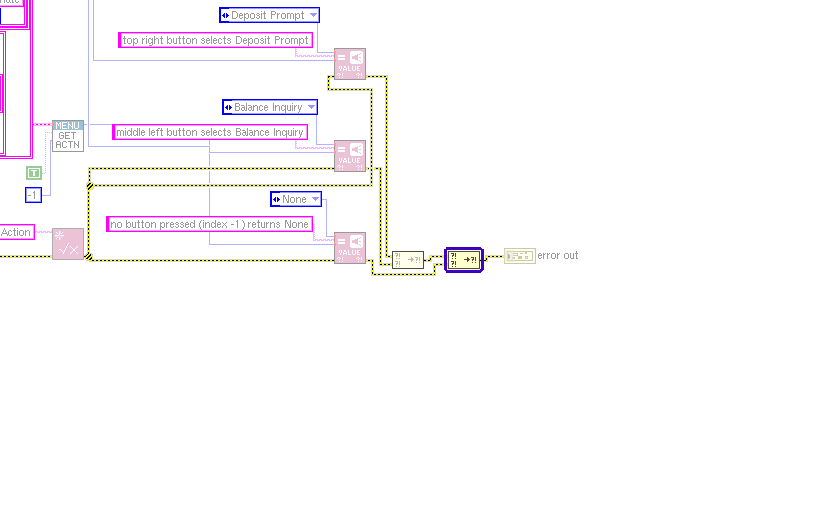 Deposit Prompt
top right button selects Deposit Prompt
= VALUE
?! ?!
Balance Inquiry
middle left button selects Balance Inquiry
MENU
GET
ACTN
= VALUE
?! ?!
T
-1
None
no button pressed (index -1) returns None
Action
= VALUE
?! ?!
?! ?! →?!
?! ?! →?!
error out